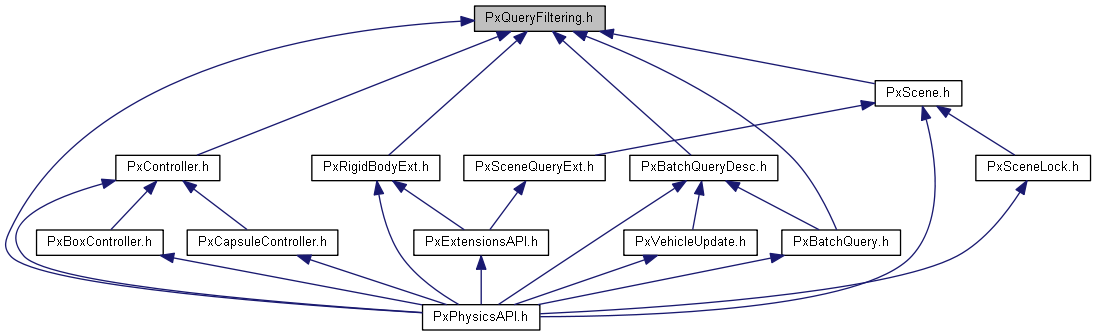 PxQueryFiltering.h
PxScene.h
PxController.h
PxRigidBodyExt.h
PxSceneQueryExt.h
PxBatchQueryDesc.h
PxSceneLock.h
PxBoxController.h
PxCapsuleController.h
PxExtensionsAPI.h
PxVehicleUpdate.h
PxBatchQuery.h
PxPhysicsAPI.h